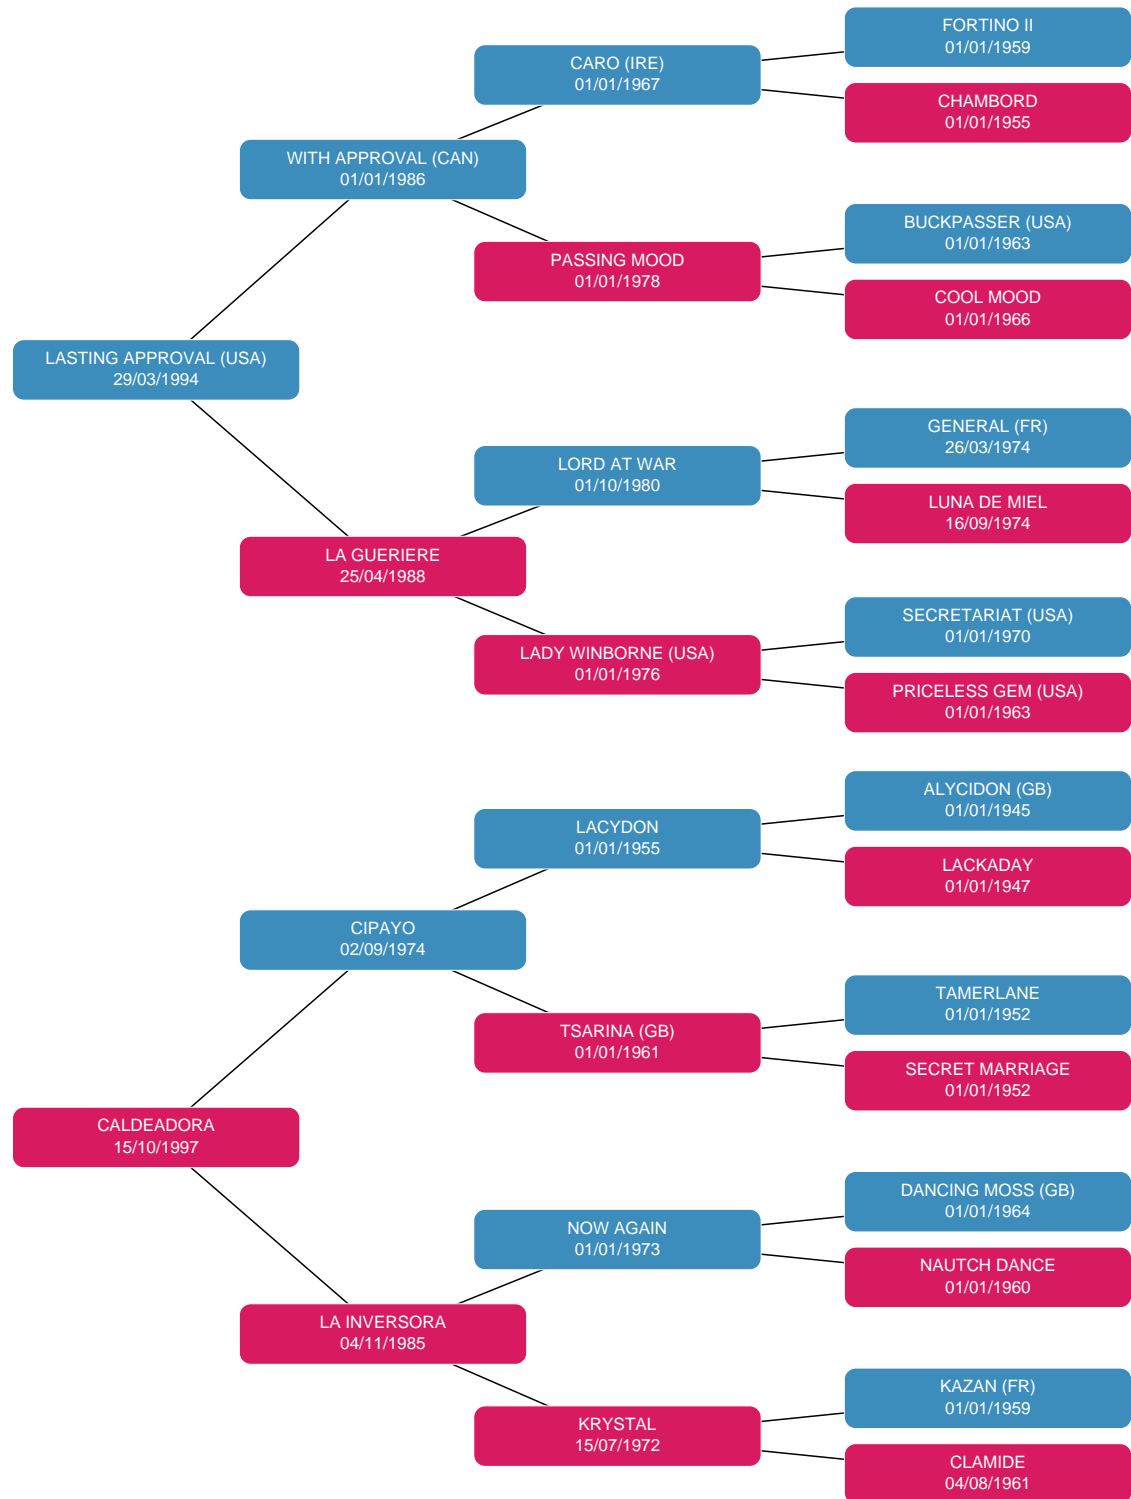 FORTINO II
01/01/1959
CARO (IRE)
01/01/1967
CHAMBORD
01/01/1955
WITH APPROVAL (CAN)
01/01/1986
BUCKPASSER (USA)
01/01/1963
PASSING MOOD
01/01/1978
COOL MOOD
01/01/1966
LASTING APPROVAL (USA)
29/03/1994
GENERAL (FR)
26/03/1974
LORD AT WAR
01/10/1980
LUNA DE MIEL
16/09/1974
LA GUERIERE
25/04/1988
SECRETARIAT (USA)
01/01/1970
LADY WINBORNE (USA)
01/01/1976
PRICELESS GEM (USA)
01/01/1963
ALYCIDON (GB)
01/01/1945
LACYDON
01/01/1955
LACKADAY
01/01/1947
CIPAYO
02/09/1974
TAMERLANE
01/01/1952
TSARINA (GB)
01/01/1961
SECRET MARRIAGE
01/01/1952
CALDEADORA
15/10/1997
DANCING MOSS (GB)
01/01/1964
NOW AGAIN
01/01/1973
NAUTCH DANCE
01/01/1960
LA INVERSORA
04/11/1985
KAZAN (FR)
01/01/1959
KRYSTAL
15/07/1972
CLAMIDE
04/08/1961